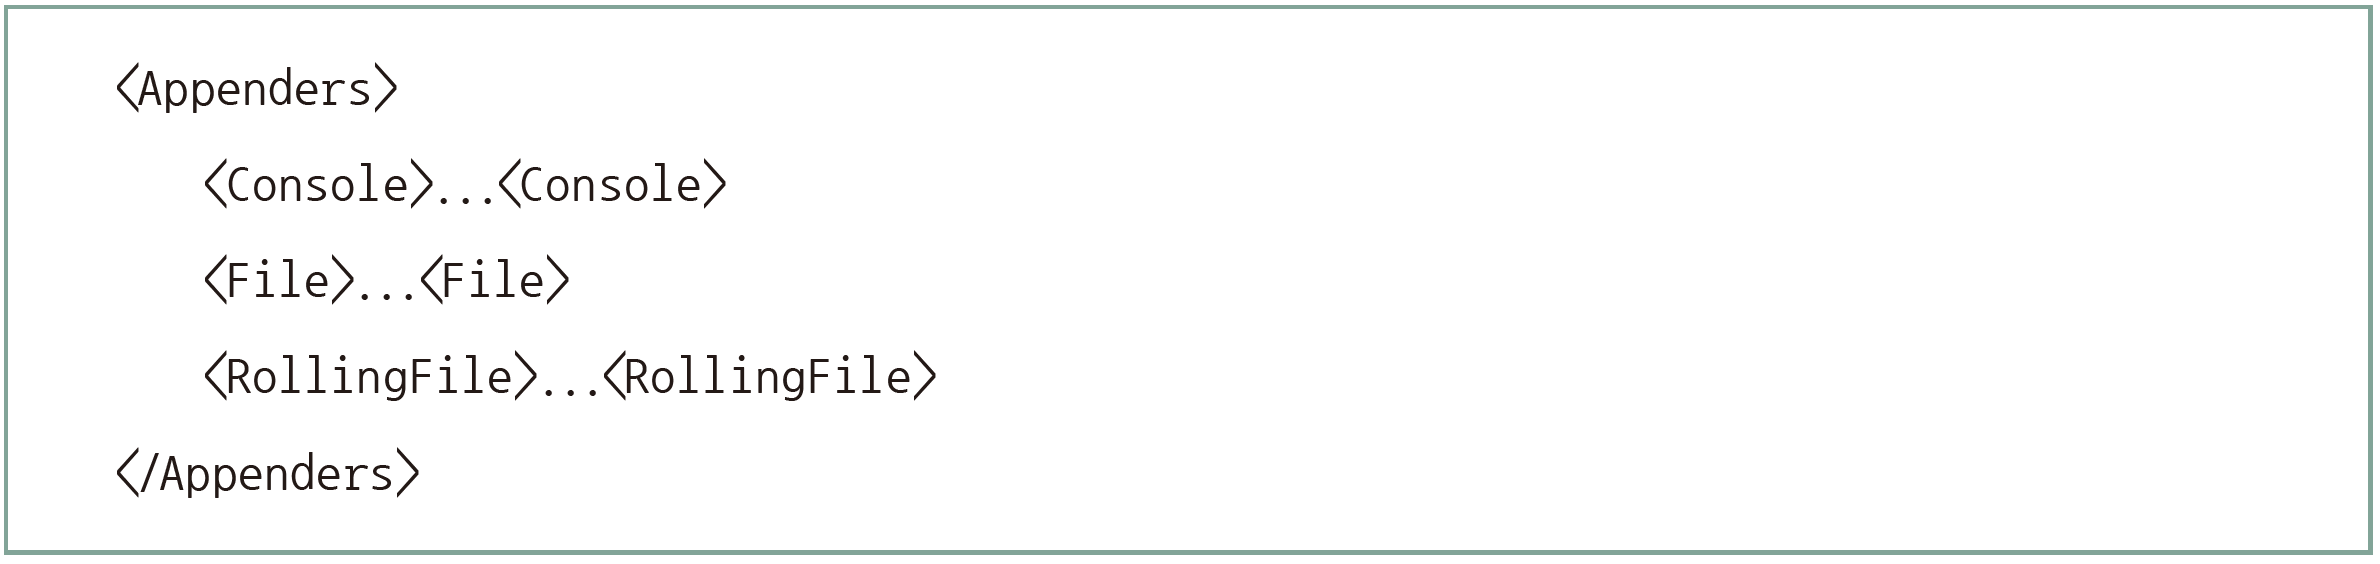 <Appenders>
<Console>...<Console>
<File>...<File>
<RollingFile>...<RollingFile>
</Appenders>